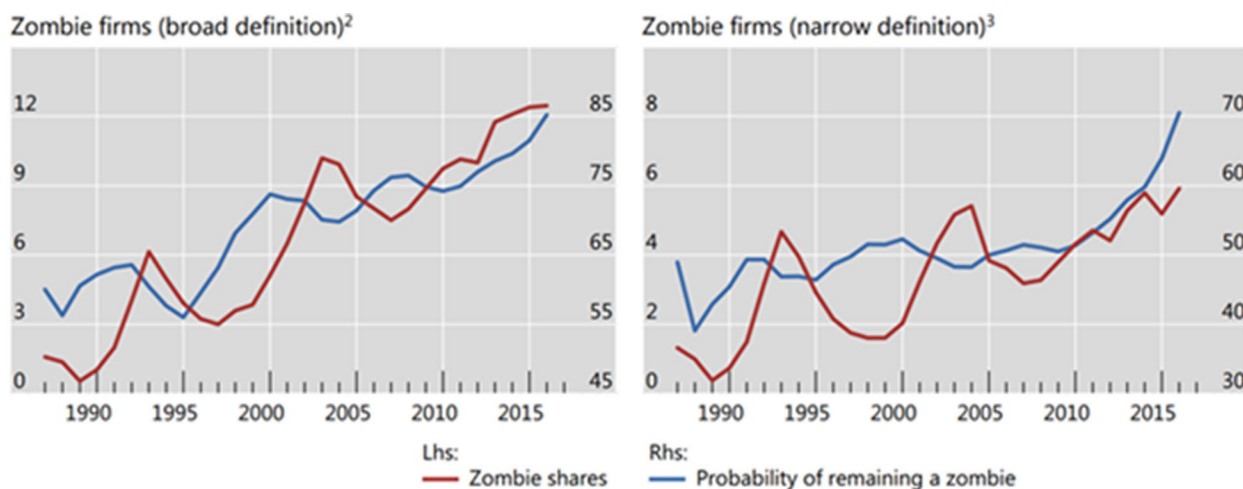 Zombie firms (broad definition)²
12 85
9 75
6 65
3 55
0 45
1990 1995 2000 2005 2010 2015
Zombie firms (narrow definition)³
8 70
6 60
4 50
2 40
0 30
1990 1995 2000 2005 2010 2015
Lhs:
Zombie shares
Rhs:
Probability of remaining a zombie